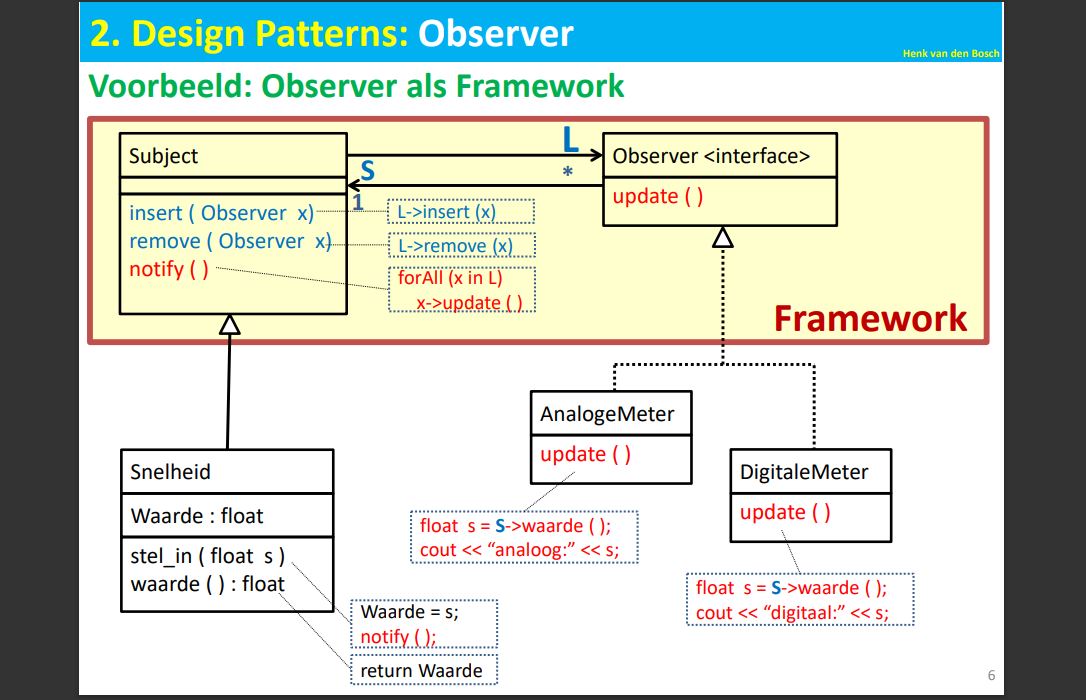 2. Design Patterns: Observer
Henk van den Bosch
Voorbeeld: Observer als Framework
Subject
L
Observer <interface>
S
*
1
update ( )
insert ( Observer x)
L->insert (x)
remove ( Observer x)
L->remove (x)
notify ( )
forAll (x in L)
x->update ( )
Framework
AnalogeMeter
update ( )
Snelheid
DigitaleMeter
Waarde : float
update ( )
float s = S->waarde ( );
cout << “analoog:” << s;
stel_in ( float s )
waarde ( ) : float
float s = S->waarde ( );
cout << “digitaal:” << s;
Waarde = s;
notify ( );
return Waarde
6